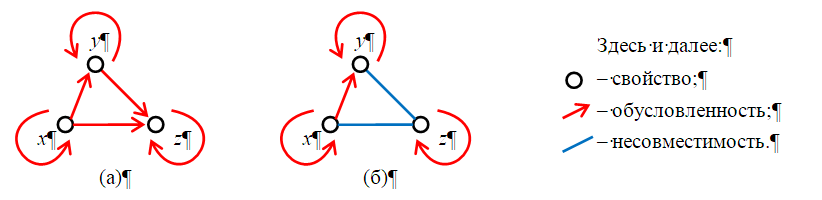 y¶
x¶
z¶
(а)¶
y¶
x¶
z¶
(б)¶
Здесь·и·далее:¶
–·свойство;¶
–·обусловленность;¶
–·несовместимость.¶